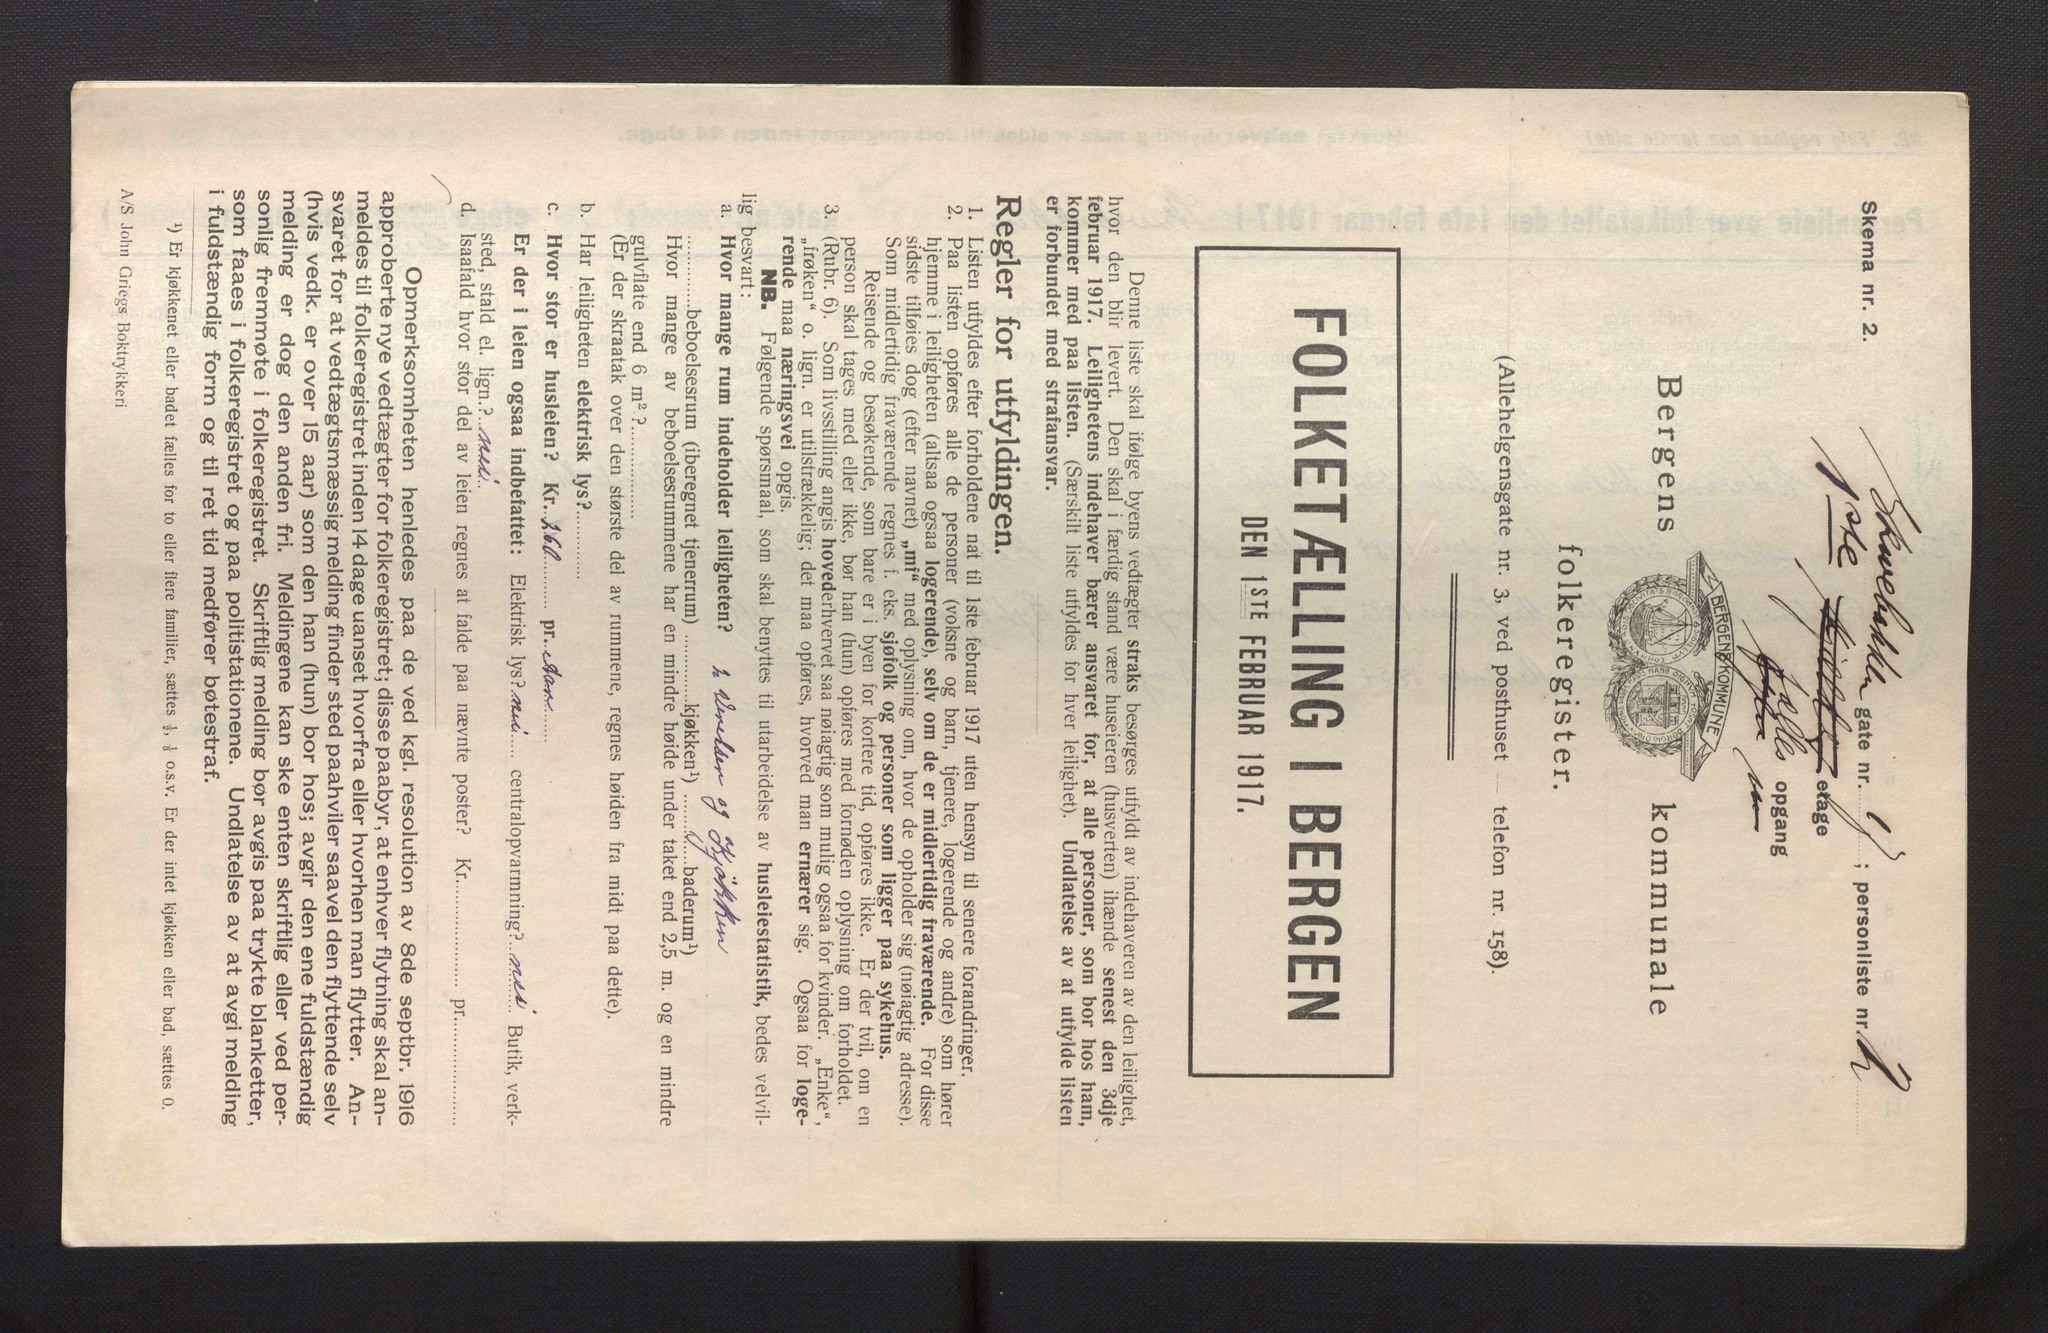 Skema nr. 2.
Skivebakken gate nr. 1; personliste nr. 2
1ste etage
opgang
Bergens kommunale
folkeregister.
BERGENS KOMMUNE
(Allehelgensgate nr. 3, ved posthuset — telefon nr. 158).
FOLKETÆLLING I BERGEN
DEN 1STE FEBRUAR 1917.
Denne liste skal ifølge byens vedtægter straks besørges utfyldt av indehaveren av den leilighet,
hvor den blir levert. Den skal i færdig stand være huseieren (husverten) ihænde senest den 3dje
februar 1917. Leilighetens indehaver bærer ansvaret for, at alle personer, som bor hos ham,
kommer med paa listen. (Særskilt liste utfyldes for hver leilighet). Undlatelse av at utfylde listen
er forbundet med strafansvar.
Regler for utfyldingen.
1. Listen utfyldes efter forholdene nat til 1ste februar 1917 uten hensyn til senere forandringer.
2. Paa listen opføres alle de personer (voksne og barn, tjenere, logerende og andre) som hører
hjemme i leiligheten (altsaa ogsaa logerende), selv om de er midlertidig fraværende. For disse
sidste tilføies dog (efter navnet) „mf“ med oplysning om, hvor de opholder sig (nøiagtig adresse).
Som midlertidig fraværende regnes f. eks. sjøfolk og personer som ligger paa sykehus.
Reisende og besøkende, som bare er i byen for kortere tid, opføres ikke. Er der tvil, om en
person skal tages med eller ikke, bør han (hun) opføres med fornøden oplysning om forholdet.
3. (Rubr. 6). Som livsstilling angis hovederhvervet saa nøiagtig som mulig ogsaa for kvinder. „Enke“,
„frøken“ o. lign. er utilstrækkelig; det maa opføres, hvorved man ernærer sig. Ogsaa for loge-
rende maa næringsvei opgis.
NB. Følgende spørsmaal, som skal benyttes til utarbeidelse av husleiestatistik, bedes velvil-
lig besvart:
a. Hvor mange rum indeholder leiligheten? 2 Værelser og Kjøkken
............beboelsesrum (iberegnet tjenerum) ............kjøkken¹) ............baderum¹)
Hvor mange av beboelsesrummene har en mindre høide under taket end 2,5 m. og en mindre
gulvflate end 6 m²?............
(Er der skraatak over den største del av rummene, regnes høiden fra midt paa dette).
b. Har leiligheten elektrisk lys?............
c. Hvor stor er husleien? Kr. 360 pr. Aar
Er der i leien ogsaa indbefattet: Elektrisk lys? nei centralopvarmning? nei Butik, verk-
sted, stald el. lign.? nei
d. Isaafald hvor stor del av leien regnes at falde paa nævnte poster? Kr............ pr............
Opmerksomheten henledes paa de ved kgl. resolution av 8de septbr. 1916
approberte nye vedtægter for folkeregistret; disse paabyr, at enhver flytning skal an-
meldes til folkeregistret inden 14 dage uanset hvorfra eller hvorhen man flytter. An-
svaret for at vedtægtsmæssig melding finder sted paahviler saavel den flyttende selv
(hvis vedk. er over 15 aar) som den han (hun) bor hos; avgir den ene fuldstændig
melding er dog den anden fri. Meldingene kan ske enten skriftlig eller ved per-
sonlig fremmøte i folkeregistret. Skriftlig melding bør avgis paa trykte blanketter,
som faaes i folkeregistret og paa politistationene. Undlatelse av at avgi melding
i fuldstændig form og til ret tid medfører bøtestraf.
¹) Er kjøkkenet eller badet fælles for to eller flere familier, sættes ½, ⅓ o.s.v. Er der intet kjøkken eller bad, sættes 0.
A/S John Griegs Boktrykkeri